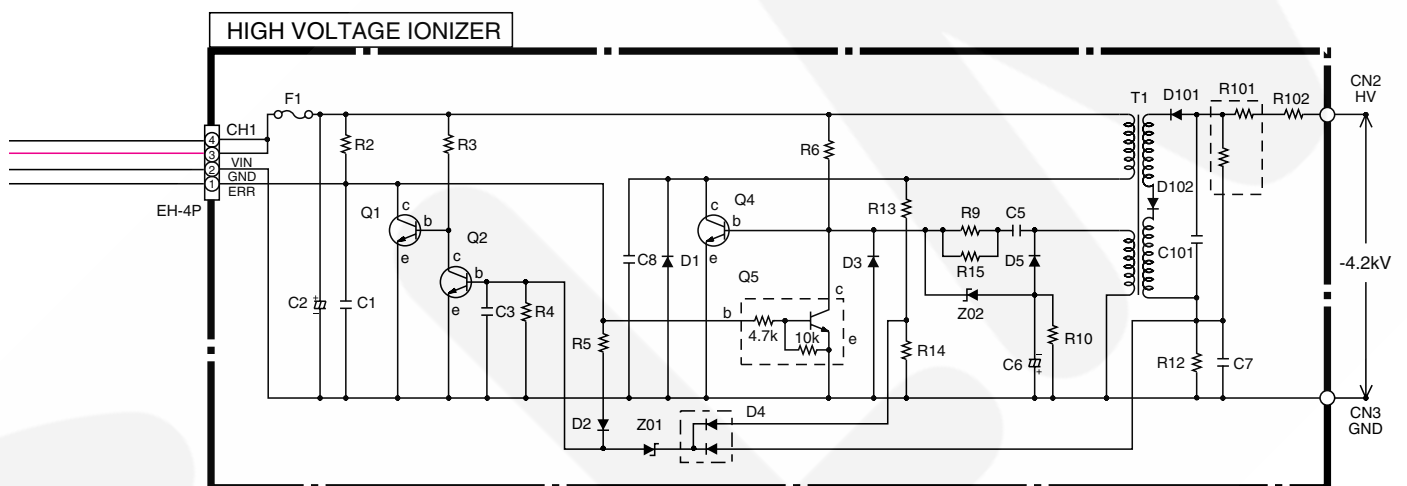 HIGH VOLTAGE IONIZER
F1
CH1
4
3
2
1
VIN
GND
ERR
EH-4P
R2
R3
R6
T1
D101
R101
R102
CN2
HV
Q1
c
b
e
Q2
c
b
e
Q4
c
b
e
R13
R9
C5
R15
D102
C101
C8
D1
D3
D5
Q5
c
b
e
4.7k
10k
Z02
C2
+
−
C1
C3
R4
R5
R14
C6
−
+
R10
R12
C7
-4.2kV
D2
Z01
D4
CN3
GND